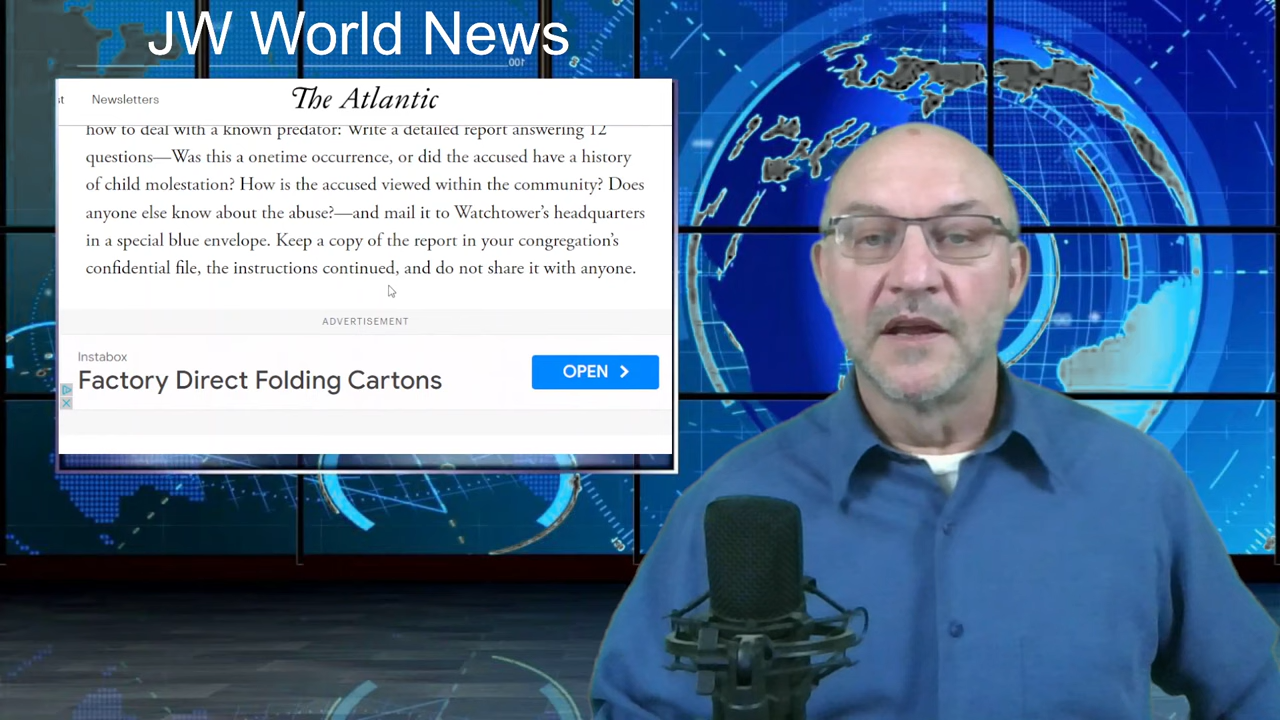 JW World News
001
st Newsletters The Atlantic
how to deal with a known predator: Write a detailed report answering 12
questions—Was this a onetime occurrence, or did the accused have a history
of child molestation? How is the accused viewed within the community? Does
anyone else know about the abuse?—and mail it to Watchtower's headquarters
in a special blue envelope. Keep a copy of the report in your congregation's
confidential file, the instructions continued, and do not share it with anyone.
ADVERTISEMENT
Instabox
Factory Direct Folding Cartons
OPEN